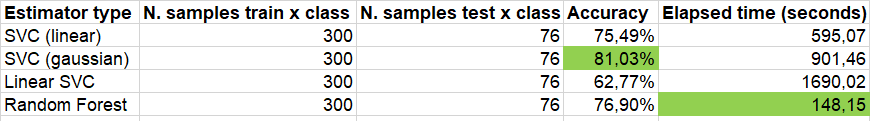 Estimator type N. samples train x class N. samples test x class Accuracy Elapsed time (seconds)
SVC (linear) 300 76 75,49% 595,07
SVC (gaussian) 300 76 81,03% 901,46
Linear SVC 300 76 62,77% 1690,02
Random Forest 300 76 76,90% 148,15